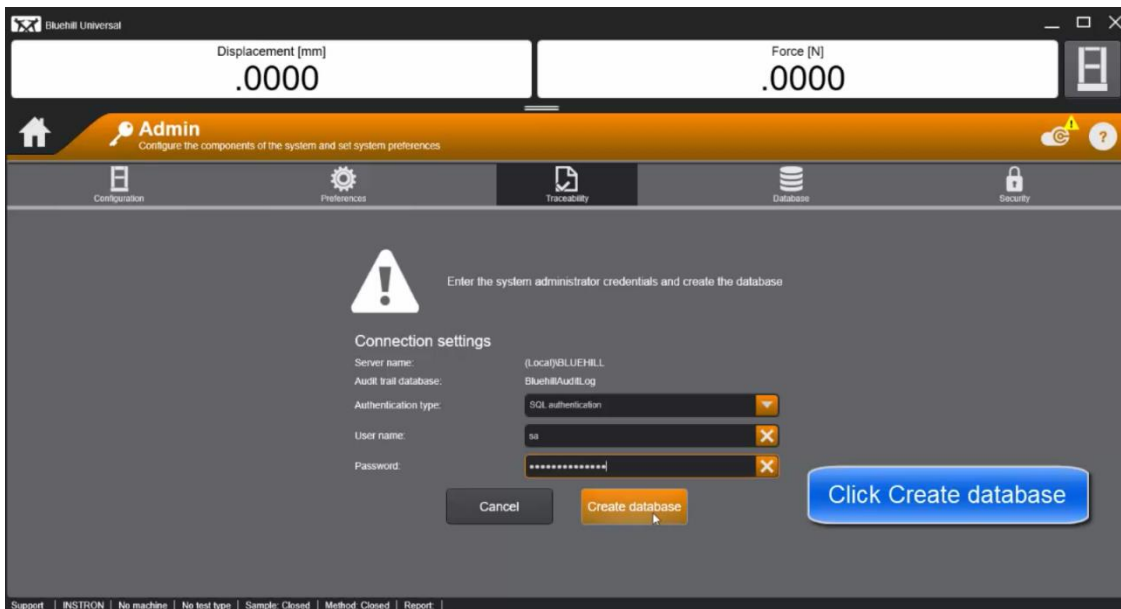 Bluehill Universal
Displacement [mm]
.0000
Force [N]
.0000
Admin
Configure the components of the system and set system preferences
?
Configuration
Preferences
Traceability
Database
Security
Enter the system administrator credentials and create the database
Connection settings
Server name: (Local)\BLUEHILL
Audit trail database: BluehillAuditLog
Authentication type: SQL authentication
User name: sa
Password: ••••••••••••••
Cancel
Create database
Click Create database
Support | INSTRON | No machine | No test type | Sample: Closed | Method: Closed | Report: |